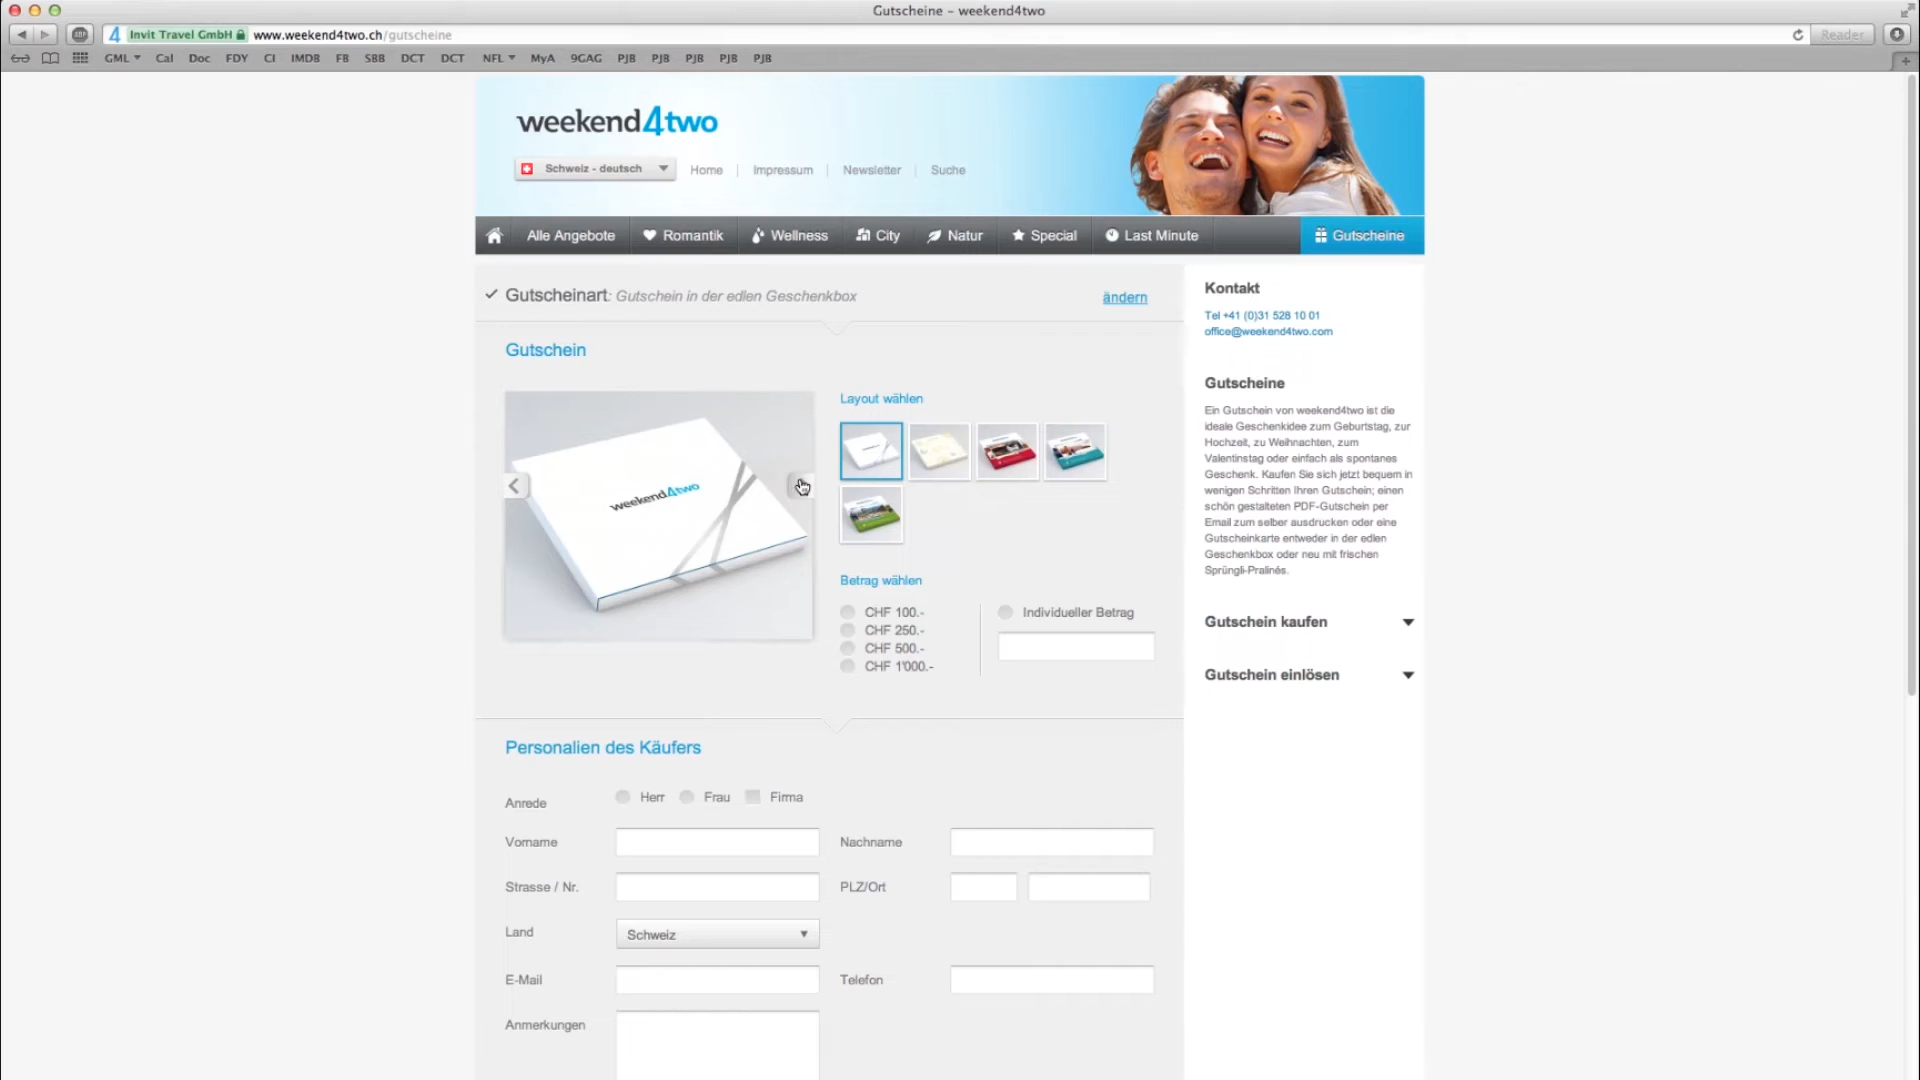 Gutscheine – weekend4two
Invit Travel GmbH www.weekend4two.ch/gutscheine Reader
GML Cal Doc FDY CI IMDB FB SBB DCT DCT NFL MyA 9GAG PJB PJB PJB PJB PJB
weekend4two
Schweiz - deutsch Home Impressum Newsletter Suche
Alle Angebote Romantik Wellness City Natur Special Last Minute Gutscheine
Gutscheinart: Gutschein in der edlen Geschenkbox ändern
Gutschein
weekend4two
Layout wählen
Betrag wählen
CHF 100.- Individueller Betrag
CHF 250.-
CHF 500.-
CHF 1'000.-
Personalien des Käufers
Anrede Herr Frau Firma
Vorname Nachname
Strasse / Nr. PLZ/Ort
Land Schweiz
E-Mail Telefon
Anmerkungen
Kontakt
Tel +41 (0)31 528 10 01
office@weekend4two.com
Gutscheine
Ein Gutschein von weekend4two ist die
ideale Geschenkidee zum Geburtstag, zur
Hochzeit, zu Weihnachten, zum
Valentinstag oder einfach als spontanes
Geschenk. Kaufen Sie sich jetzt bequem in
wenigen Schritten Ihren Gutschein; einen
schön gestalteten PDF-Gutschein per
Email zum selber ausdrucken oder eine
Gutscheinkarte entweder in der edlen
Geschenkbox oder neu mit frischen
Sprüngli-Pralinés.
Gutschein kaufen
Gutschein einlösen